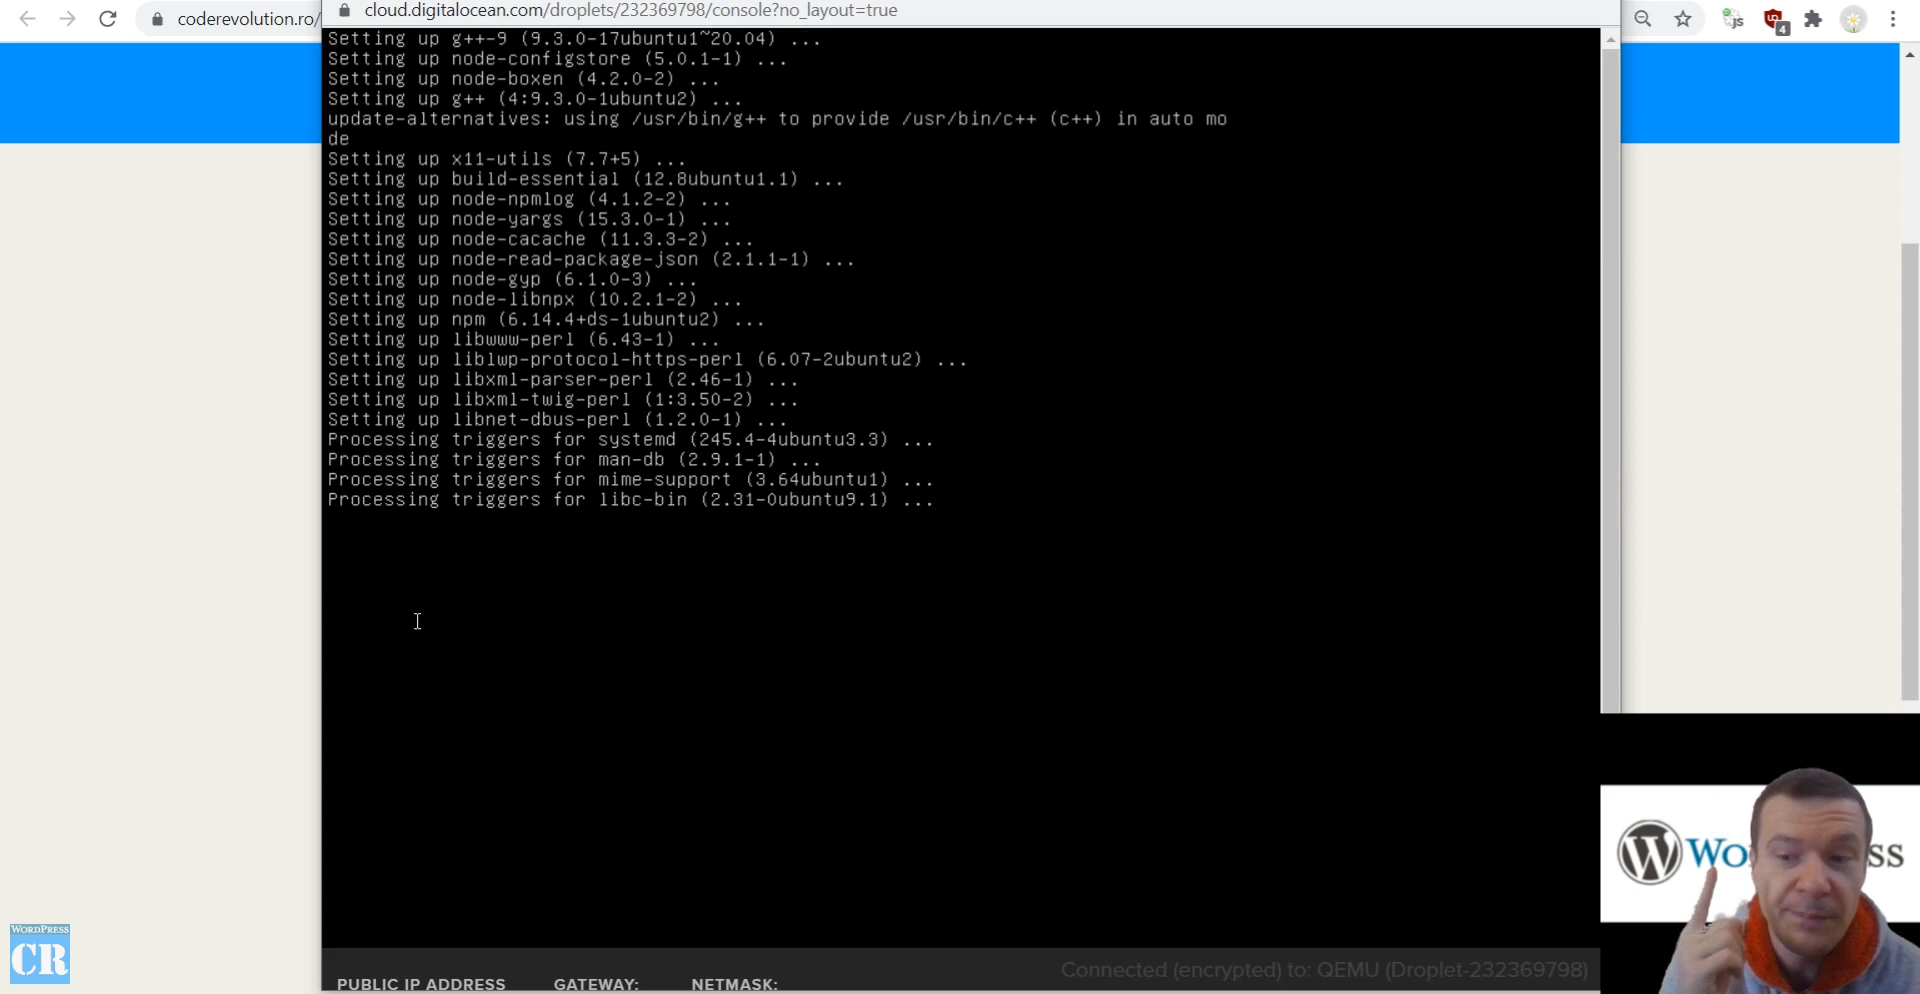 coderevolution.ro/
cloud.digitalocean.com/droplets/232369798/console?no_layout=true
JS
4
Setting up g++-9 (9.3.0-17ubuntu1~20.04) ...
Setting up node-configstore (5.0.1-1) ...
Setting up node-boxen (4.2.0-2) ...
Setting up g++ (4:9.3.0-1ubuntu2) ...
update-alternatives: using /usr/bin/g++ to provide /usr/bin/c++ (c++) in auto mo
de
Setting up x11-utils (7.7+5) ...
Setting up build-essential (12.8ubuntu1.1) ...
Setting up node-npmlog (4.1.2-2) ...
Setting up node-yargs (15.3.0-1) ...
Setting up node-cacache (11.3.3-2) ...
Setting up node-read-package-json (2.1.1-1) ...
Setting up node-gyp (6.1.0-3) ...
Setting up node-libnpx (10.2.1-2) ...
Setting up npm (6.14.4+ds-1ubuntu2) ...
Setting up libwww-perl (6.43-1) ...
Setting up liblwp-protocol-https-perl (6.07-2ubuntu2) ...
Setting up libxml-parser-perl (2.46-1) ...
Setting up libxml-twig-perl (1:3.50-2) ...
Setting up libnet-dbus-perl (1.2.0-1) ...
Processing triggers for systemd (245.4-4ubuntu3.3) ...
Processing triggers for man-db (2.9.1-1) ...
Processing triggers for mime-support (3.64ubuntu1) ...
Processing triggers for libc-bin (2.31-0ubuntu9.1) ...
Connected (encrypted) to: QEMU (Droplet-232369798)
PUBLIC IP ADDRESS GATEWAY: NETMASK:
WORDPRESS
CR
W Wo ss